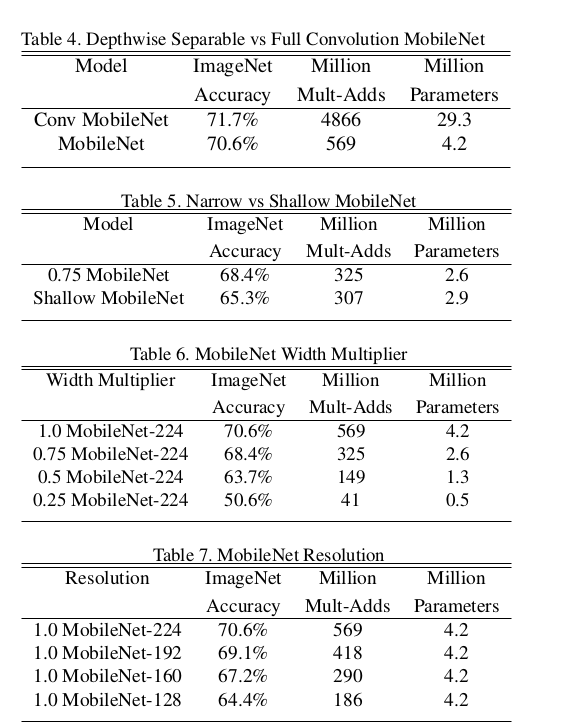 Table 4. Depthwise Separable vs Full Convolution MobileNet
Model ImageNet Million Million
Accuracy Mult-Adds Parameters
Conv MobileNet 71.7% 4866 29.3
MobileNet 70.6% 569 4.2
Table 5. Narrow vs Shallow MobileNet
Model ImageNet Million Million
Accuracy Mult-Adds Parameters
0.75 MobileNet 68.4% 325 2.6
Shallow MobileNet 65.3% 307 2.9
Table 6. MobileNet Width Multiplier
Width Multiplier ImageNet Million Million
Accuracy Mult-Adds Parameters
1.0 MobileNet-224 70.6% 569 4.2
0.75 MobileNet-224 68.4% 325 2.6
0.5 MobileNet-224 63.7% 149 1.3
0.25 MobileNet-224 50.6% 41 0.5
Table 7. MobileNet Resolution
Resolution ImageNet Million Million
Accuracy Mult-Adds Parameters
1.0 MobileNet-224 70.6% 569 4.2
1.0 MobileNet-192 69.1% 418 4.2
1.0 MobileNet-160 67.2% 290 4.2
1.0 MobileNet-128 64.4% 186 4.2